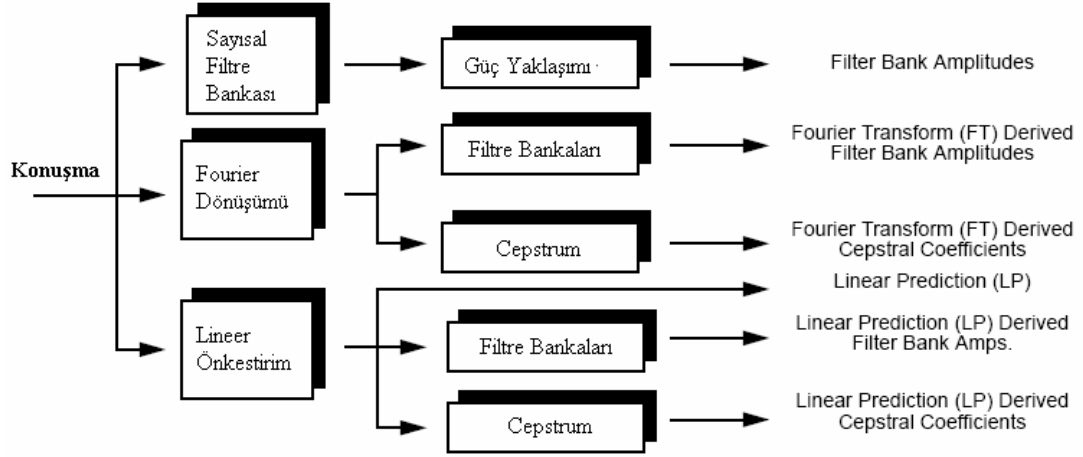 Sayısal
Filtre
Bankası
Güç Yaklaşımı
Filter Bank Amplitudes
Konuşma
Fourier
Dönüşümü
Filtre Bankaları
Fourier Transform (FT) Derived
Filter Bank Amplitudes
Cepstrum
Fourier Transform (FT) Derived
Cepstral Coefficients
Lineer
Önkestirim
Linear Prediction (LP)
Filtre Bankaları
Linear Prediction (LP) Derived
Filter Bank Amps.
Cepstrum
Linear Prediction (LP) Derived
Cepstral Coefficients